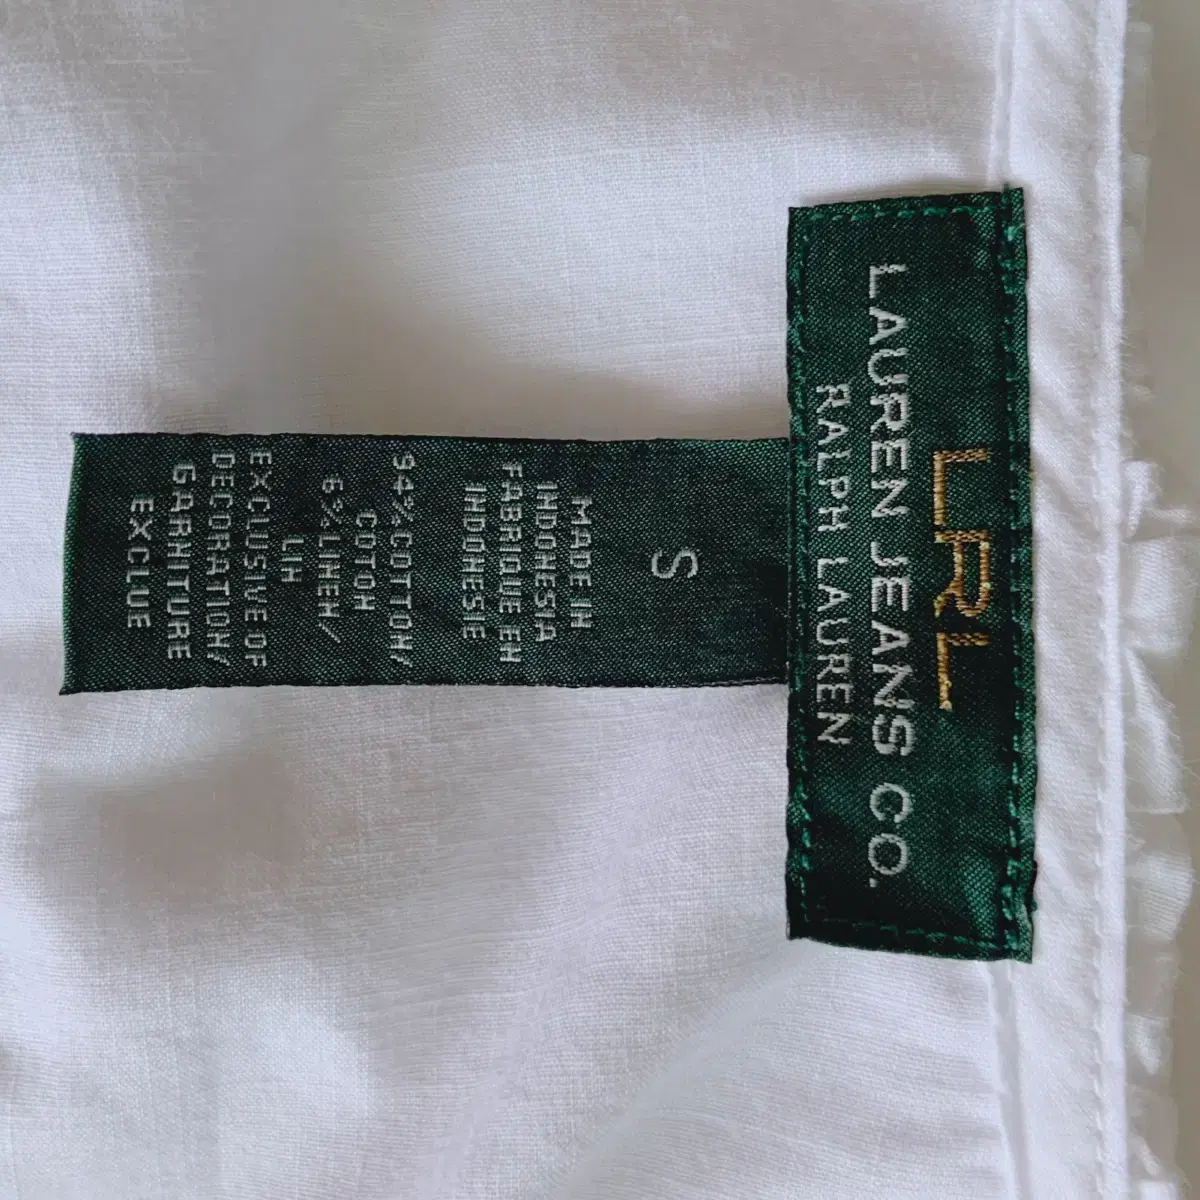 LRL
LAUREN JEANS CO.
RALPH LAUREN
S
MADE IN
INDONESIA
FABRIQUE EN
INDONESIE
94% COTTON/
COTON
6% LINEN/
LIN
EXCLUSIVE OF
DECORATION/
GARNITURE
EXCLUE